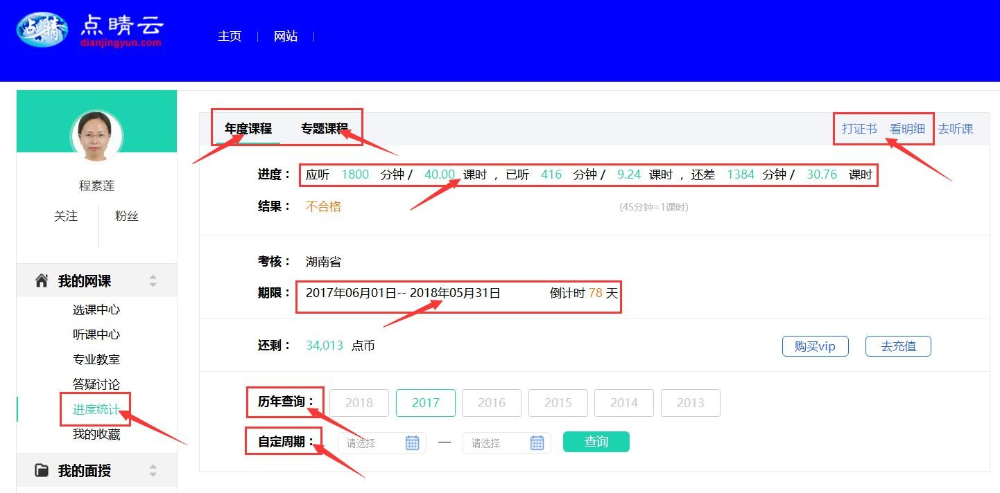 点睛 点睛云
dianjingyun.com
主页 | 网站 |
程素莲
关注 粉丝
我的网课
选课中心
听课中心
专业教室
答疑讨论
进度统计
我的收藏
我的面授
年度课程 专题课程 打证书 看明细 去听课
进度： 应听 1800 分钟 / 40.00 课时 ，已听 416 分钟 / 9.24 课时 ，还差 1384 分钟 / 30.76 课时
结果： 不合格 (45分钟=1课时)
考核： 湖南省
期限： 2017年06月01日-- 2018年05月31日 倒计时 78 天
还剩： 34,013 点币 购买vip 去充值
历年查询： 2018 2017 2016 2015 2014 2013
自定周期： 请选择 — 请选择 查询